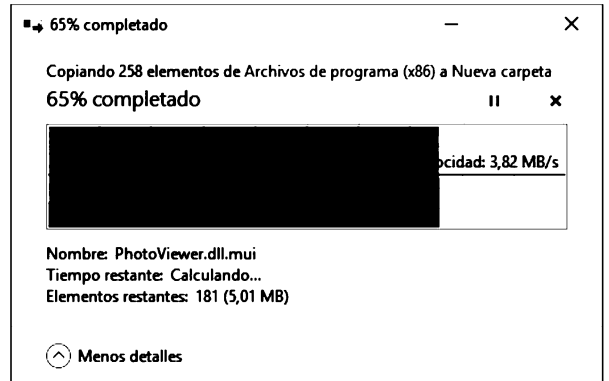 65% completado
Copiando 258 elementos de Archivos de programa (x86) a Nueva carpeta
65% completado
3,82 MB/s
Nombre: PhotoViewer.dll.mui
Tiempo restante: Calculando...
Elementos restantes: 181 (5,01 MB)
Menos detalles